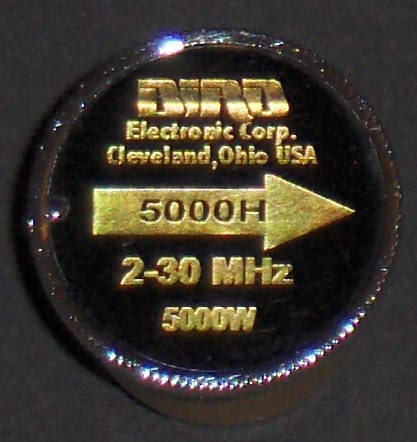 BIRD
Electronic Corp.
Cleveland,Ohio USA
5000H
2-30 MHz
5000W